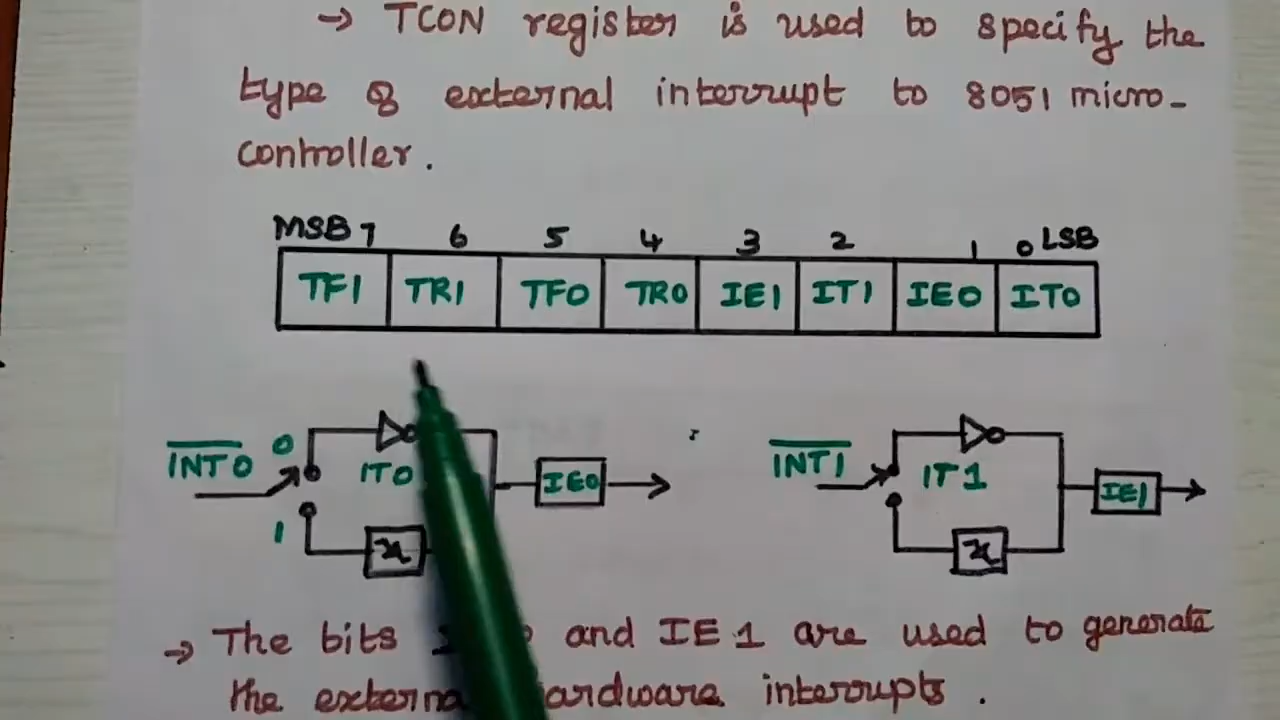 → TCON register is used to specify the
type of external interrupt to 8051 micro-
controller.
MSB 7 6 5 4 3 2 1 0 LSB
TF1 TR1 TF0 TR0 IE1 IT1 IE0 IT0
INT0 0 IT0 IE0
1 x
INT1 IT1 IE1
x
→ The bits and IE1 are used to generate
the external hardware interrupts.